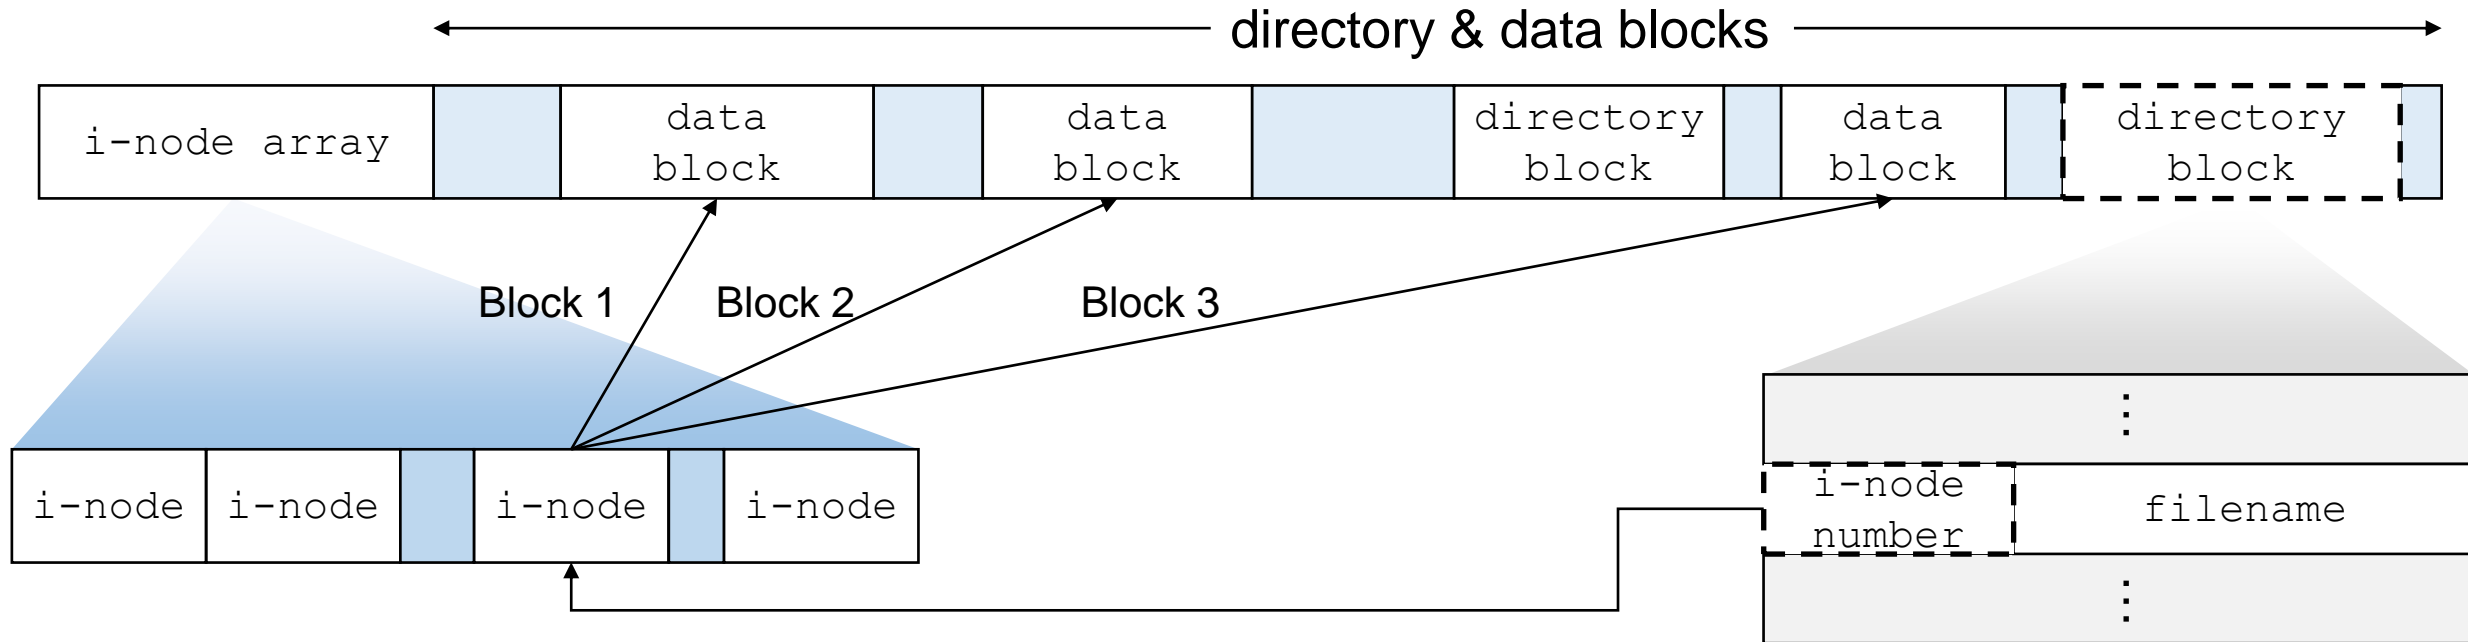 directory & data blocks
i-node array
data
block
data
block
directory
block
data
block
directory
block
Block 1
Block 2
Block 3
⋮
i-node
i-node
i-node
i-node
i-node
number
filename
⋮